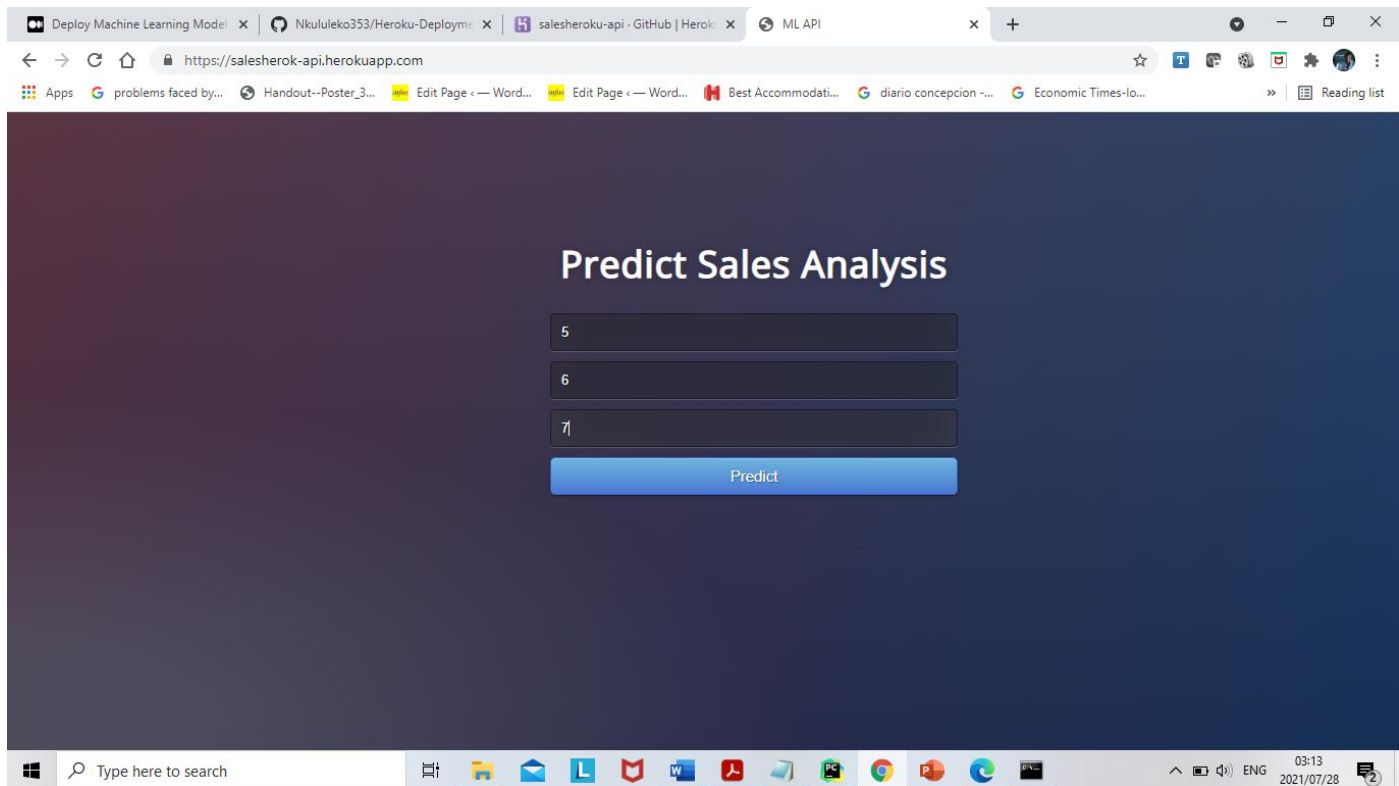 Deploy Machine Learning Model
Nkululeko353/Heroku-Deployme
salesheroku-api · GitHub | Heroku
ML API
https://salesherok-api.herokuapp.com
Apps
problems faced by...
Handout--Poster_3...
Edit Page ‹ — Word...
Edit Page ‹ — Word...
Best Accommodati...
diario concepcion -...
Economic Times-lo...
»
Reading list
Predict Sales Analysis
5
6
7
Predict
Type here to search
ENG
03:13
2021/07/28
2